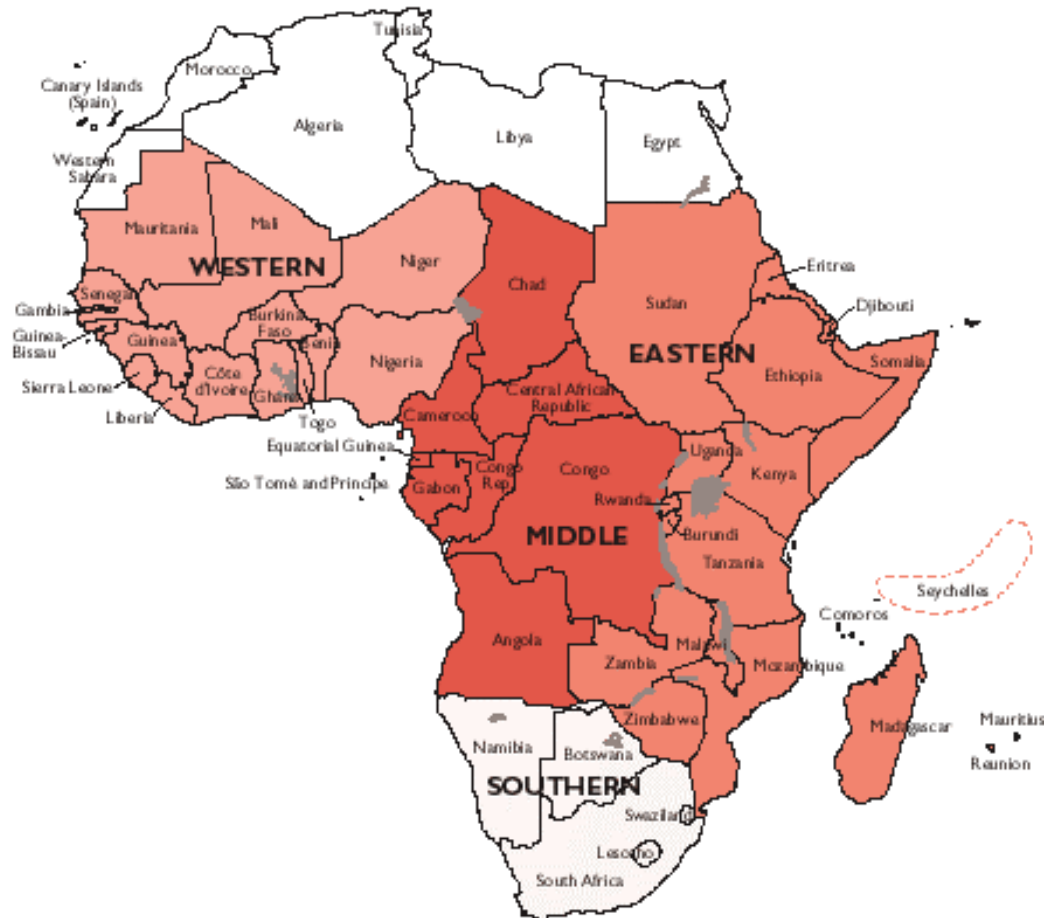 Tunisia
Morocco
Canary Islands
(Spain)
Algeria
Libya
Egypt
Western
Sahara
Mauritania
Mali
Niger
Chad
Sudan
Eritrea
Djibouti
WESTERN
Senegal
Gambia
Guinea-
Bissau
Guinea
Burkina
Faso
Benin
Nigeria
EASTERN
Somalia
Ethiopia
Sierra Leone
Côte
d'Ivoire
Ghana
Liberia
Togo
Cameroon
Central African
Republic
Equatorial Guinea
São Tomé and Principe
Gabon
Congo
Rep.
Congo
Uganda
Kenya
Rwanda
Burundi
MIDDLE
Tanzania
Seychelles
Comoros
Angola
Zambia
Malawi
Mozambique
Zimbabwe
Madagascar
Mauritius
Reunion
Namibia
Botswana
SOUTHERN
Swaziland
Lesotho
South Africa